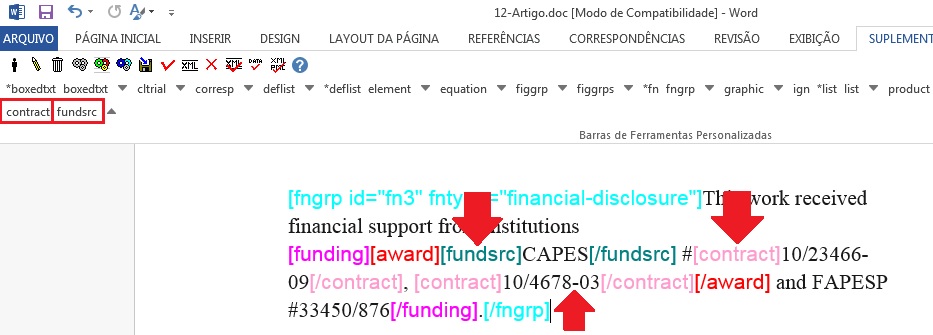 12-Artigo.doc [Modo de Compatibilidade] - Word
ARQUIVO PÁGINA INICIAL INSERIR DESIGN LAYOUT DA PÁGINA REFERÊNCIAS CORRESPONDÊNCIAS REVISÃO EXIBIÇÃO SUPLEMENT
*boxedtxt boxedtxt cltrial corresp deflist *deflist element equation figgrp figgrps *fn fngrp graphic ign *list list product
contract fundsrc
Barras de Ferramentas Personalizadas
[fngrp id="fn3" fnty ="financial-disclosure"]This work received
financial support from institutions
[funding][award][fundsrc]CAPES[/fundsrc] #[contract]10/23466-
09[/contract], [contract]10/4678-03[/contract][/award] and FAPESP
#33450/876[/funding].[/fngrp]